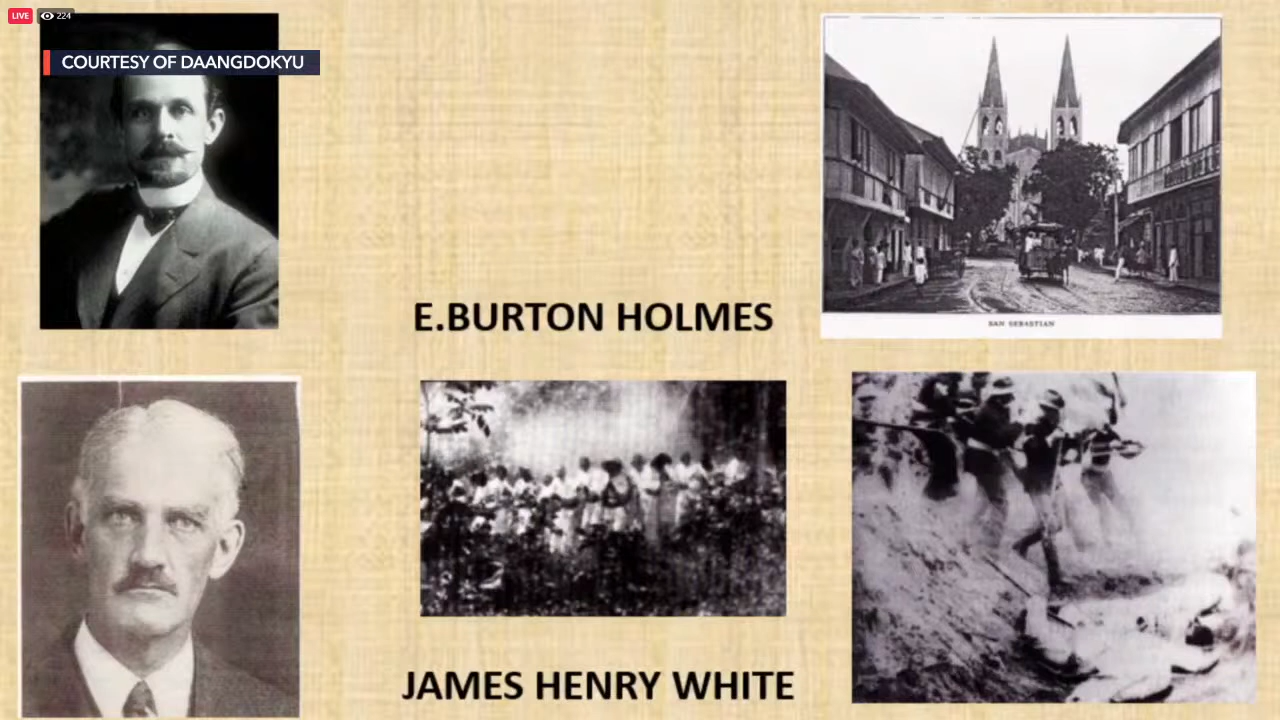 LIVE 224
COURTESY OF DAANGDOKYU
E.BURTON HOLMES
SAN SEBASTIAN
JAMES HENRY WHITE